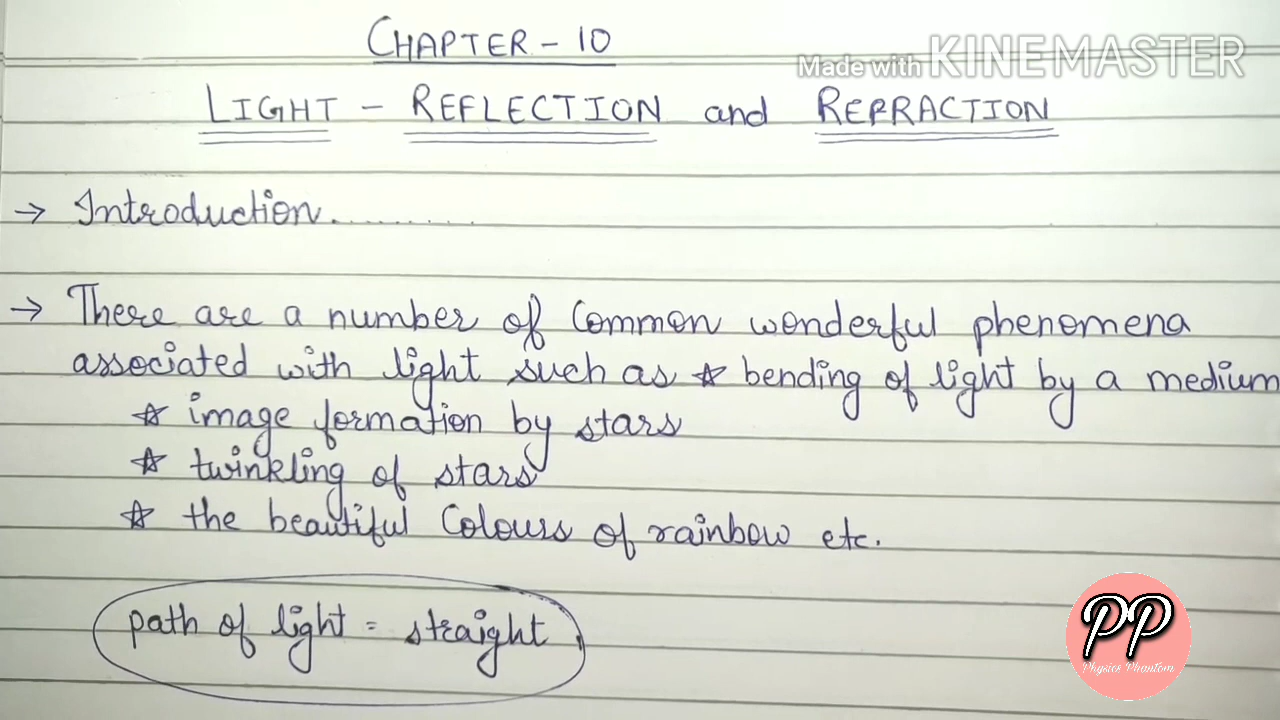 CHAPTER - 10
Made with KINEMASTER
LIGHT - REFLECTION and REFRACTION
→ Introduction..........
→ There are a number of common wonderful phenomena
associated with light such as ☆ bending of light by a medium
☆ image formation by stars
☆ twinkling of stars
☆ the beautiful colours of rainbow etc.
path of light = straight
PP
Physics Phantom